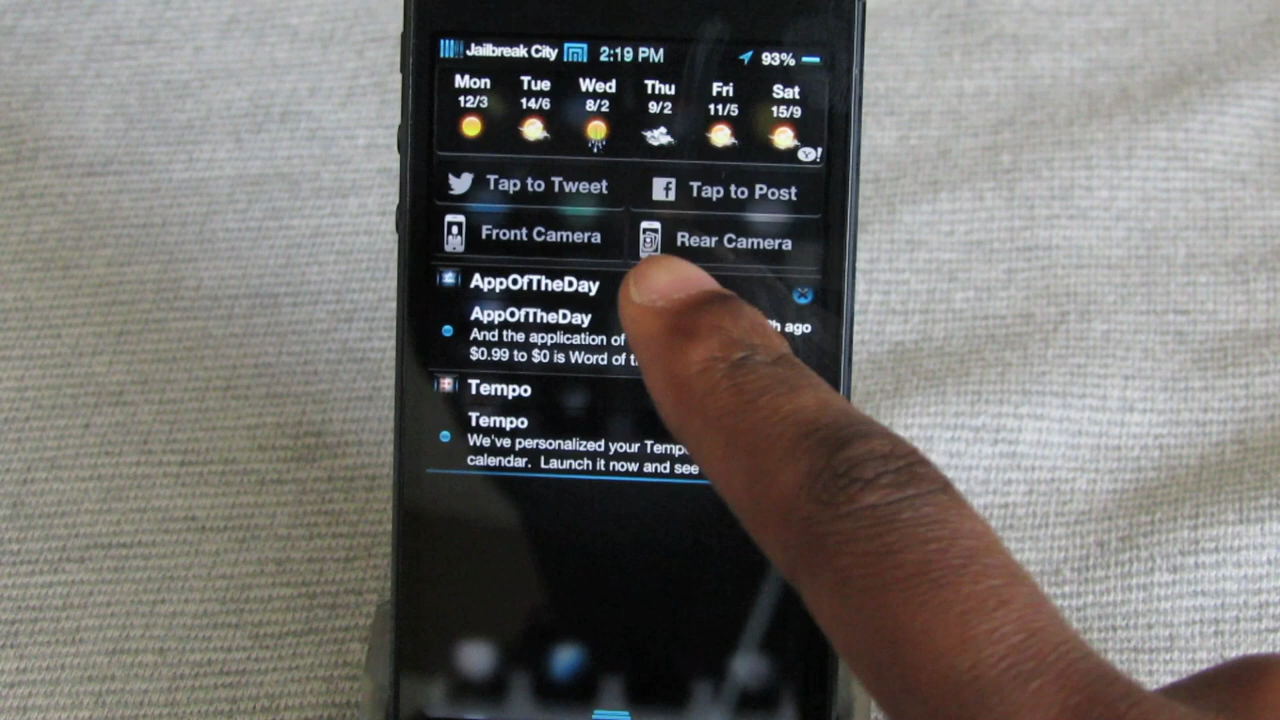 Jailbreak City 2:19 PM 93%
Mon Tue Wed Thu Fri Sat
12/3 14/6 8/2 9/2 11/5 15/9
Y!
Tap to Tweet f Tap to Post
Front Camera Rear Camera
AppOfTheDay
AppOfTheDay
h ago
And the application of
$0.99 to $0 is Word of
Tempo
Tempo
We've personalized your
calendar. Launch it now and see